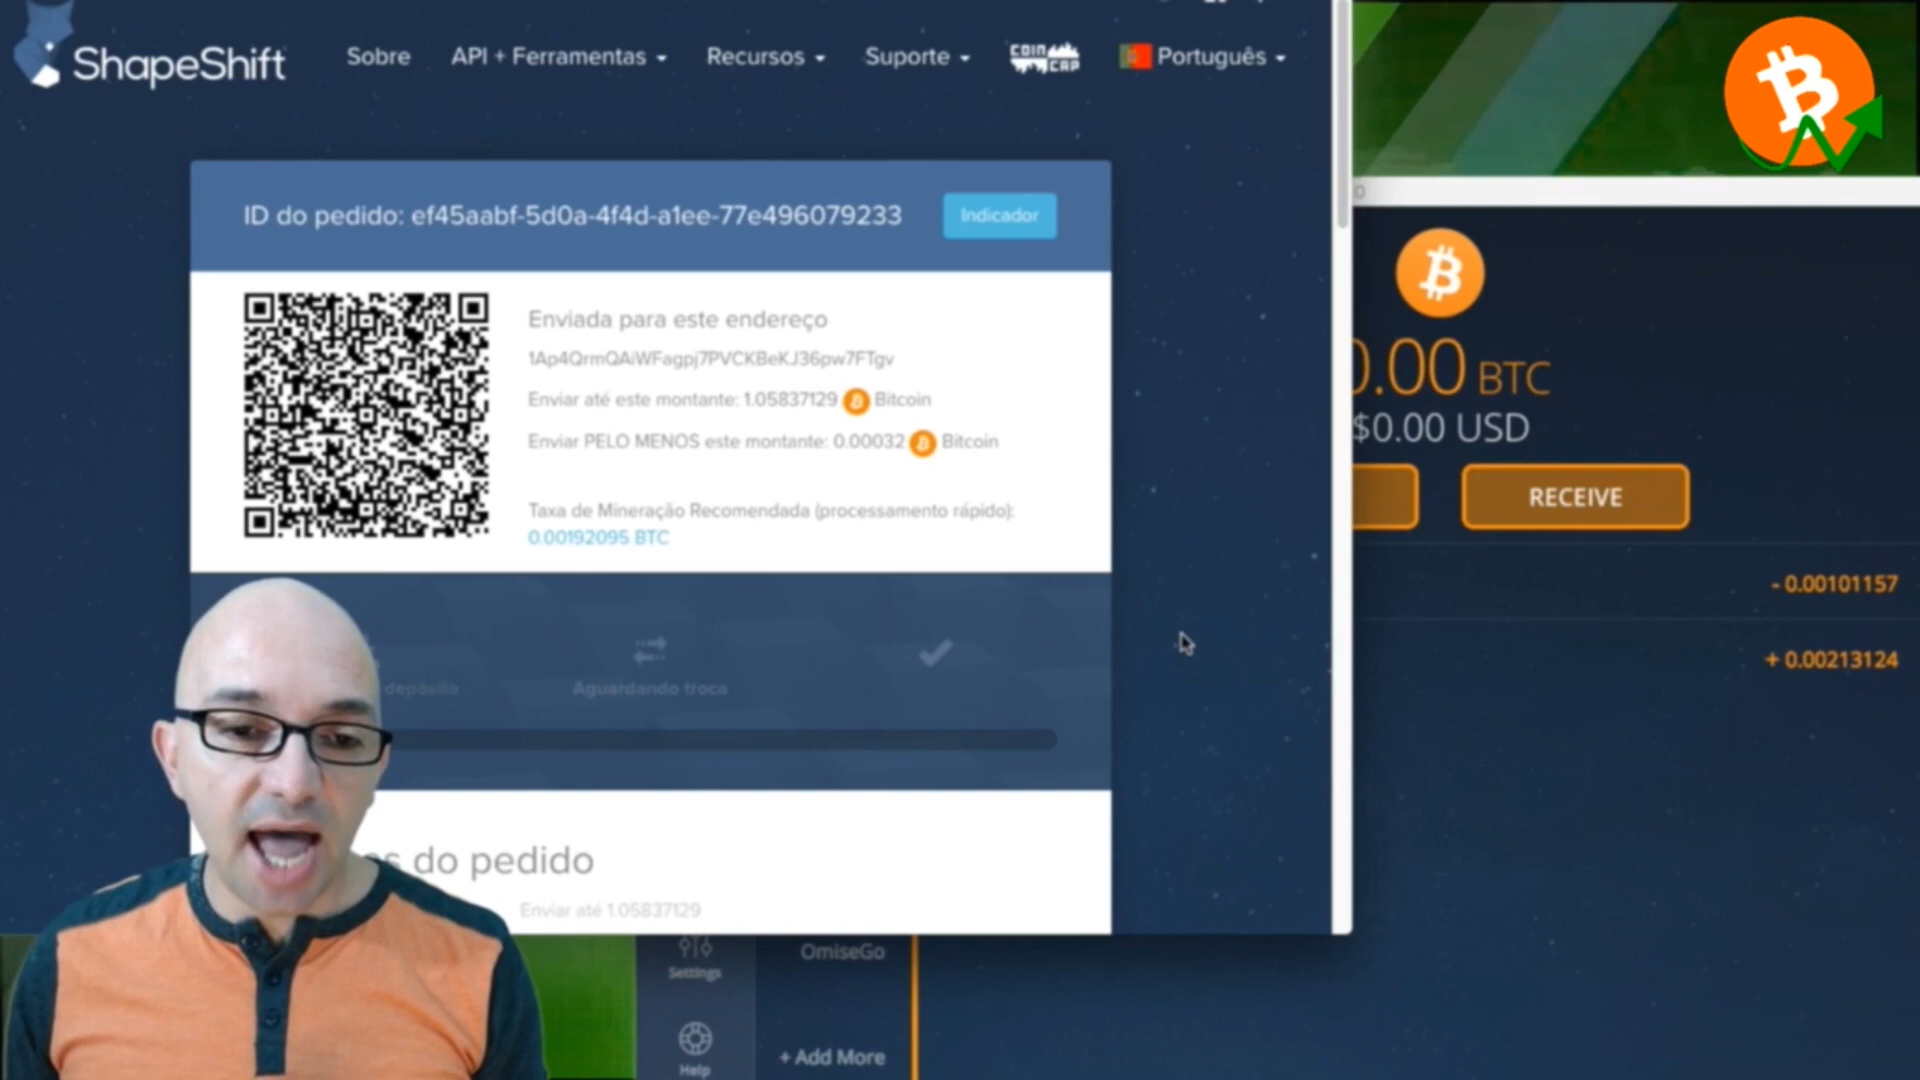 ShapeShift
Sobre
API + Ferramentas
Recursos
Suporte
COIN CAP
Português
ID do pedido: ef45aabf-5d0a-4f4d-a1ee-77e496079233
Indicador
Enviada para este endereço
1Ap4QrmQAiWFagpj7PVCKBeKJ36pw7FTgv
Enviar até este montante: 1.05837129 Bitcoin
Enviar PELO MENOS este montante: 0.00032 Bitcoin
Taxa de Mineração Recomendada (processamento rápido):
0.00192095 BTC
depósito
Aguardando troca
do pedido
Enviar até 1.05837129
0.00 BTC
$0.00 USD
RECEIVE
- 0.00101157
+ 0.00213124
Settings
OmiseGo
Help
+ Add More